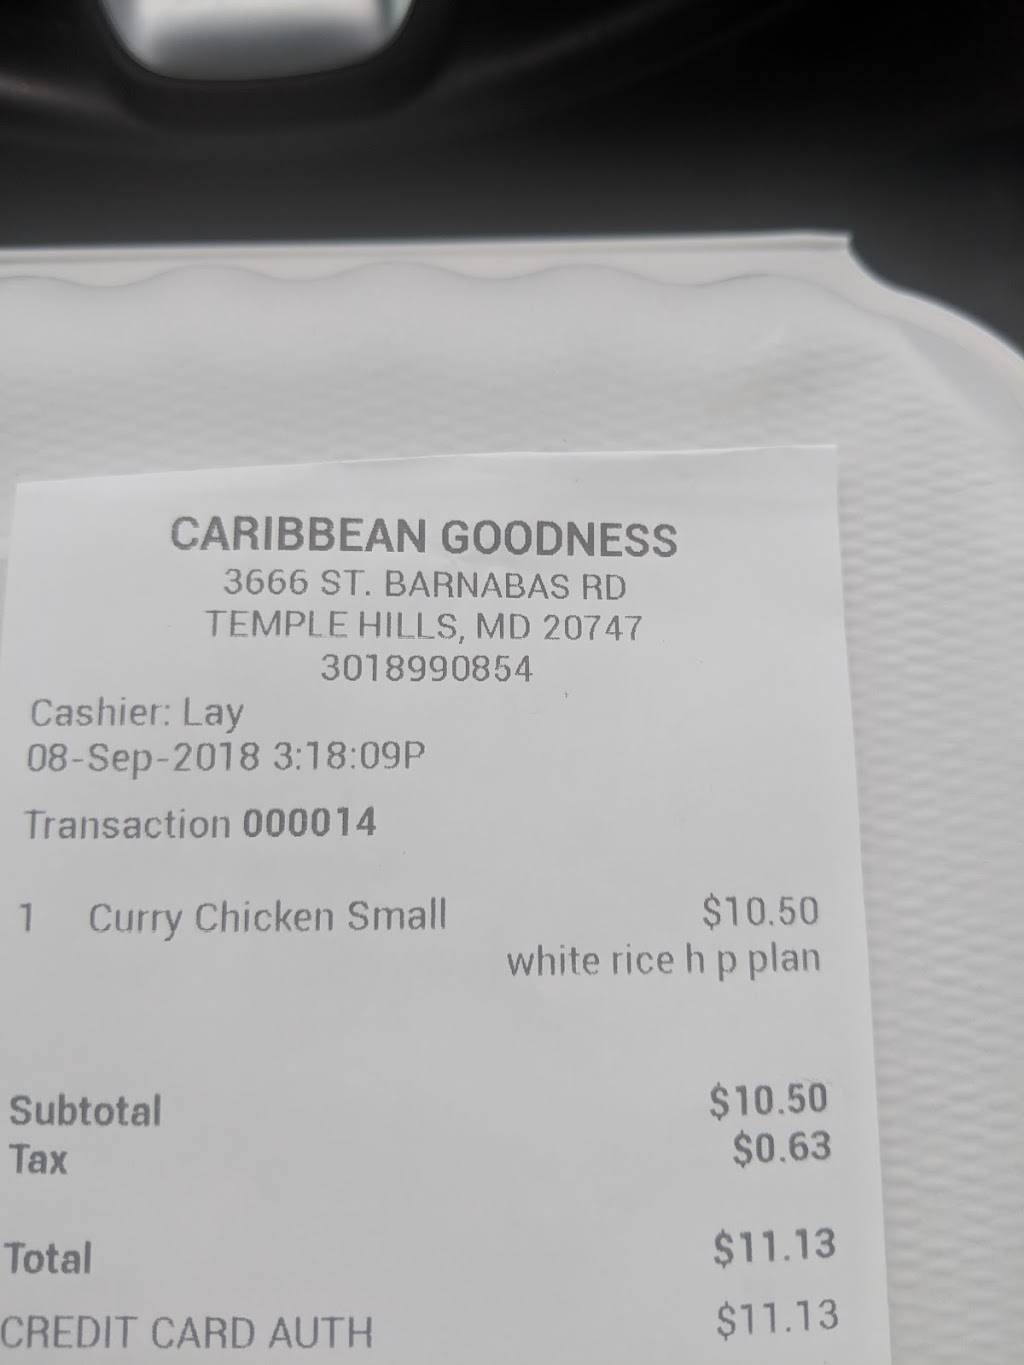 CARIBBEAN GOODNESS
3666 ST. BARNABAS RD
TEMPLE HILLS, MD 20747
3018990854
Cashier: Lay
08-Sep-2018 3:18:09P
Transaction 000014
1 Curry Chicken Small $10.50
white rice h p plan
Subtotal $10.50
Tax $0.63
Total $11.13
CREDIT CARD AUTH $11.13